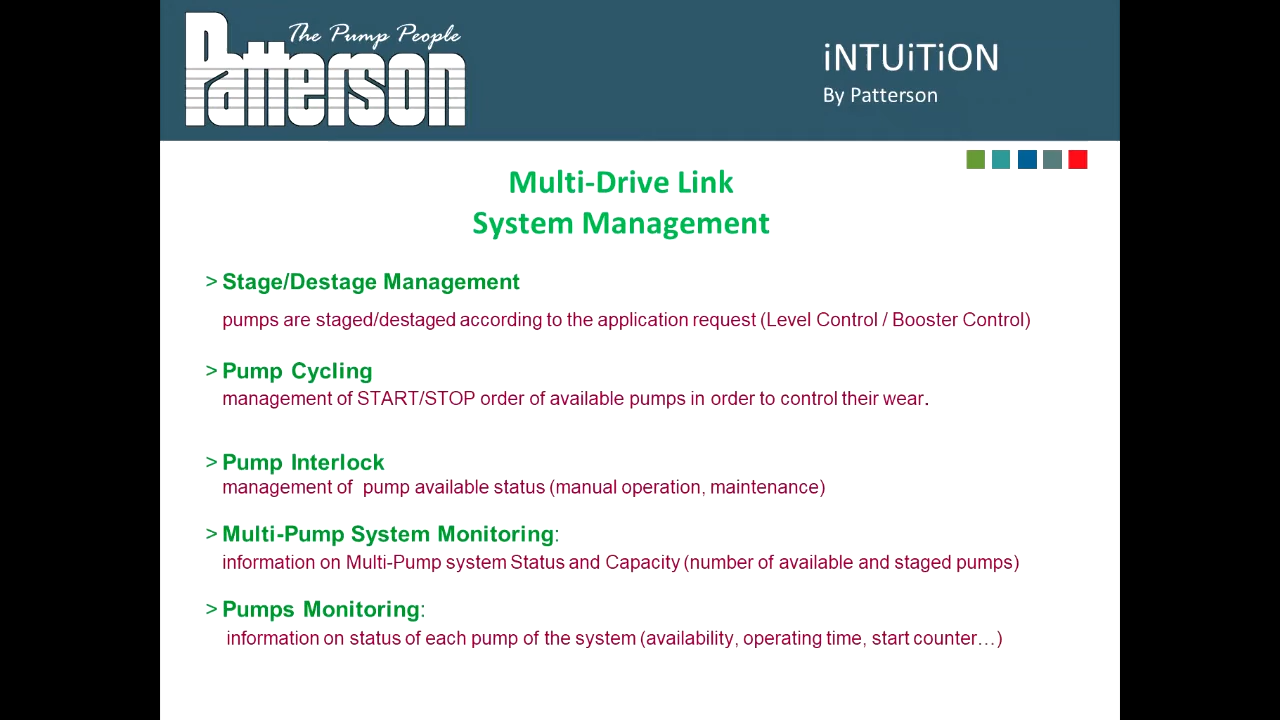 The Pump People
Patterson
iNTUiTiON
By Patterson
Multi-Drive Link
System Management
> Stage/Destage Management
pumps are staged/destaged according to the application request (Level Control / Booster Control)
> Pump Cycling
management of START/STOP order of available pumps in order to control their wear.
> Pump Interlock
management of pump available status (manual operation, maintenance)
> Multi-Pump System Monitoring:
information on Multi-Pump system Status and Capacity (number of available and staged pumps)
> Pumps Monitoring:
information on status of each pump of the system (availability, operating time, start counter…)